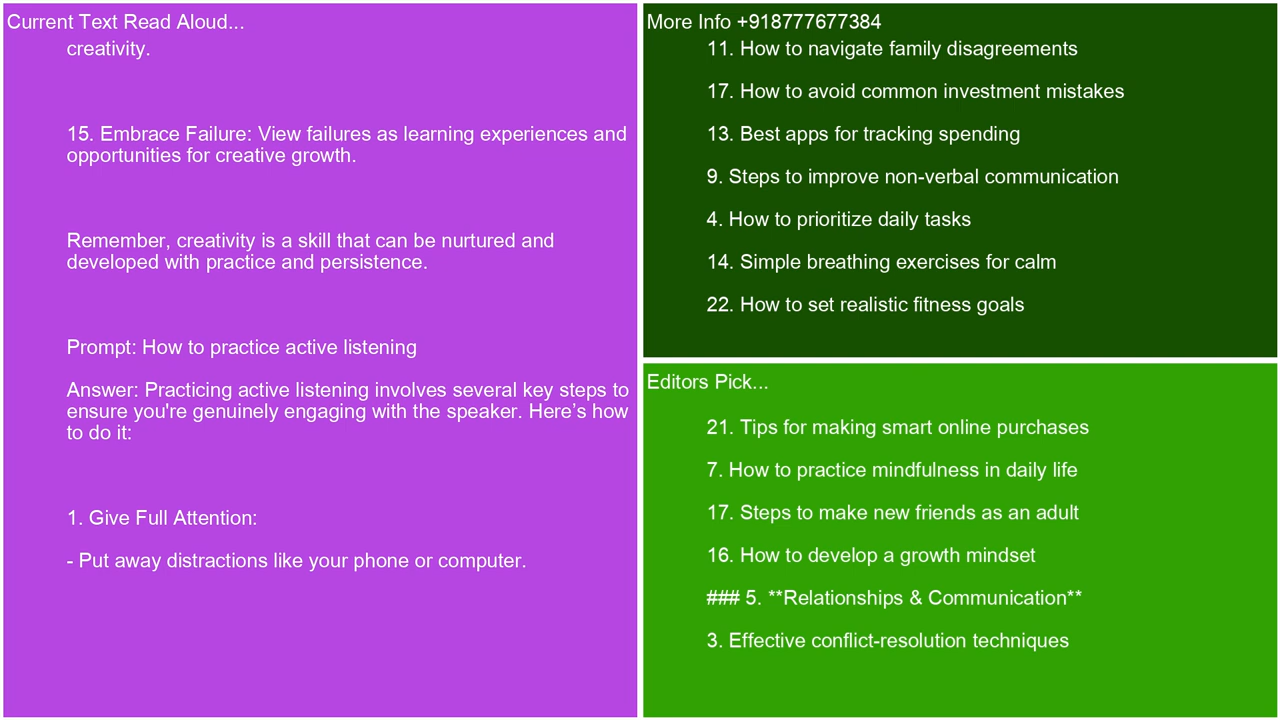 Current Text Read Aloud...
creativity.
15. Embrace Failure: View failures as learning experiences and
opportunities for creative growth.
Remember, creativity is a skill that can be nurtured and
developed with practice and persistence.
Prompt: How to practice active listening
Answer: Practicing active listening involves several key steps to
ensure you're genuinely engaging with the speaker. Here’s how
to do it:
1. Give Full Attention:
- Put away distractions like your phone or computer.
More Info +918777677384
11. How to navigate family disagreements
17. How to avoid common investment mistakes
13. Best apps for tracking spending
9. Steps to improve non-verbal communication
4. How to prioritize daily tasks
14. Simple breathing exercises for calm
22. How to set realistic fitness goals
Editors Pick...
21. Tips for making smart online purchases
7. How to practice mindfulness in daily life
17. Steps to make new friends as an adult
16. How to develop a growth mindset
### 5. **Relationships & Communication**
3. Effective conflict-resolution techniques